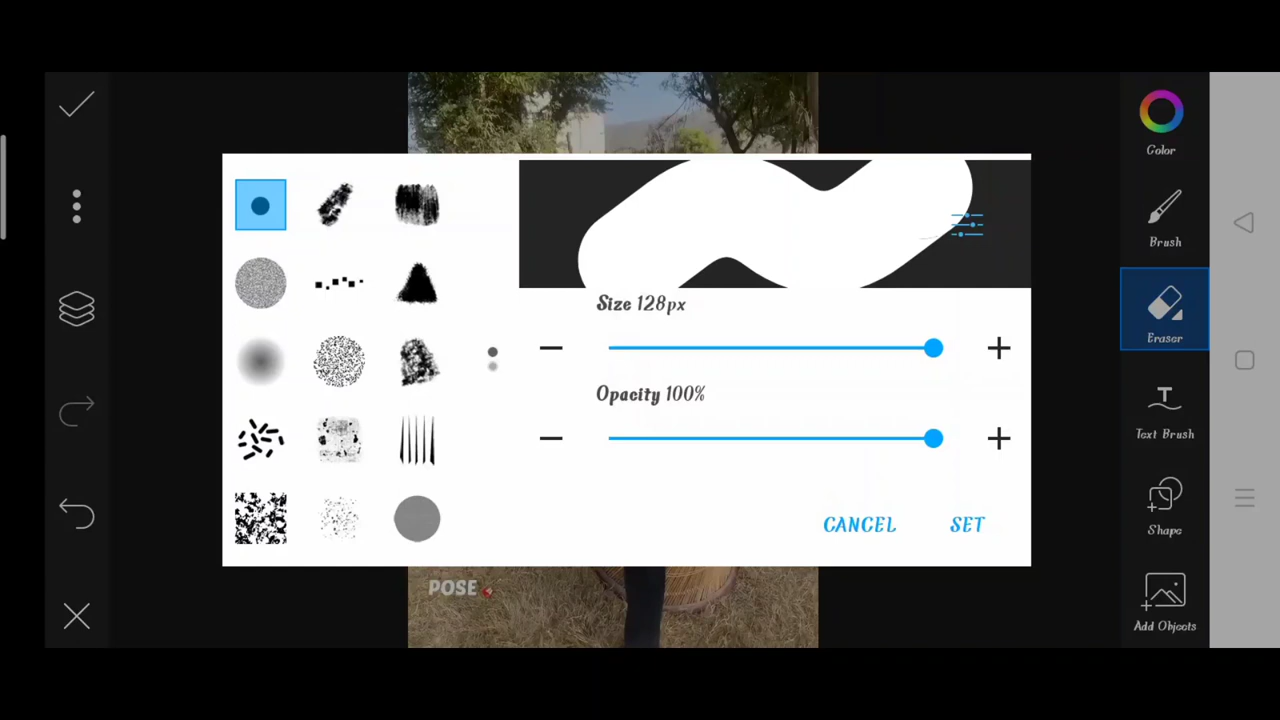 Color
Brush
Eraser
Text Brush
Shape
Add Objects
Size 128px
Opacity 100%
CANCEL
SET
POSE